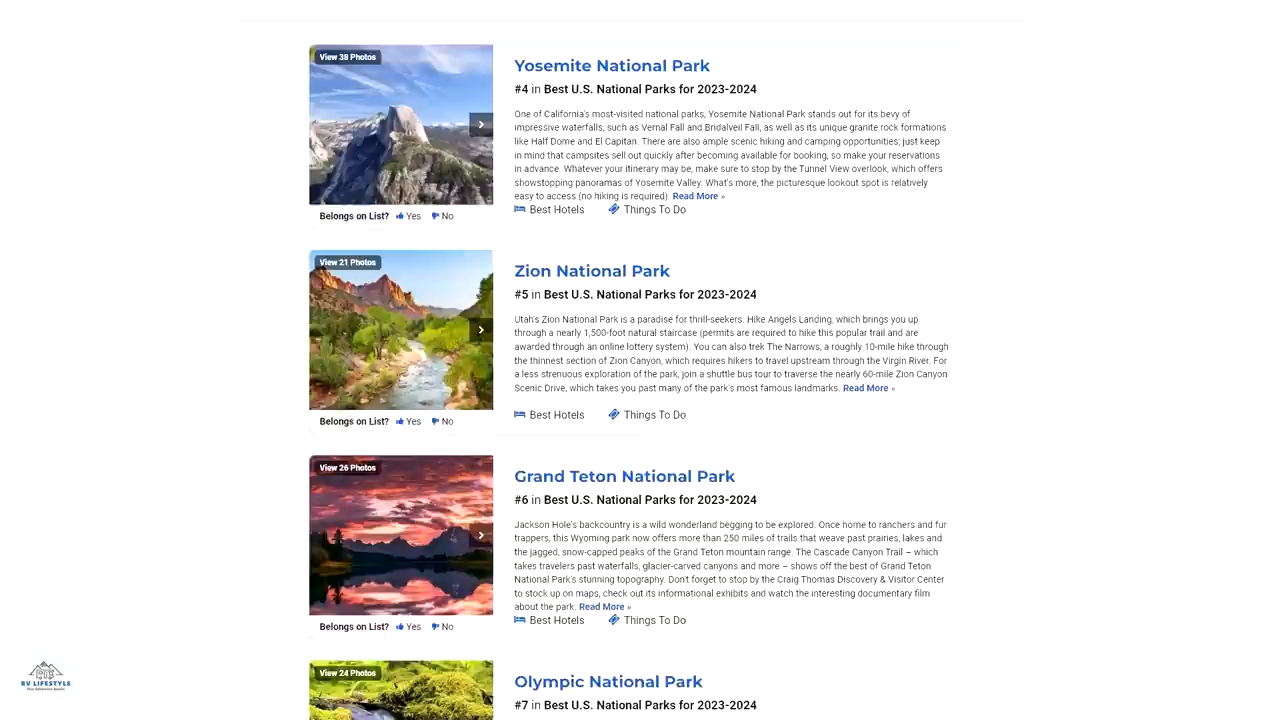 View 38 Photos
Yosemite National Park
#4 in Best U.S. National Parks for 2023-2024
One of California's most-visited national parks, Yosemite National Park stands out for its bevy of
impressive waterfalls, such as Vernal Fall and Bridalveil Fall, as well as its unique granite rock formations
like Half Dome and El Capitan. There are also ample scenic hiking and camping opportunities; just keep
in mind that campsites sell out quickly after becoming available for booking, so make your reservations
in advance. Whatever your itinerary may be, make sure to stop by the Tunnel View overlook, which offers
showstopping panoramas of Yosemite Valley. What's more, the picturesque lookout spot is relatively
easy to access (no hiking is required). Read More »
Best Hotels Things To Do
Belongs on List? Yes No
View 21 Photos
Zion National Park
#5 in Best U.S. National Parks for 2023-2024
Utah's Zion National Park is a paradise for thrill-seekers. Hike Angels Landing, which brings you up
through a nearly 1,500-foot natural staircase (permits are required to hike this popular trail and are
awarded through an online lottery system). You can also trek The Narrows, a roughly 10-mile hike through
the thinnest section of Zion Canyon, which requires hikers to travel upstream through the Virgin River. For
a less strenuous exploration of the park, join a shuttle bus tour to traverse the nearly 60-mile Zion Canyon
Scenic Drive, which takes you past many of the park's most famous landmarks. Read More »
Best Hotels Things To Do
Belongs on List? Yes No
View 26 Photos
Grand Teton National Park
#6 in Best U.S. National Parks for 2023-2024
Jackson Hole's backcountry is a wild wonderland begging to be explored. Once home to ranchers and fur
trappers, this Wyoming park now offers more than 250 miles of trails that weave past prairies, lakes and
the jagged, snow-capped peaks of the Grand Teton mountain range. The Cascade Canyon Trail – which
takes travelers past waterfalls, glacier-carved canyons and more – shows off the best of Grand Teton
National Park's stunning topography. Don't forget to stop by the Craig Thomas Discovery & Visitor Center
to stock up on maps, check out its informational exhibits and watch the interesting documentary film
about the park. Read More »
Best Hotels Things To Do
Belongs on List? Yes No
View 24 Photos
Olympic National Park
#7 in Best U.S. National Parks for 2023-2024
RV LIFESTYLE